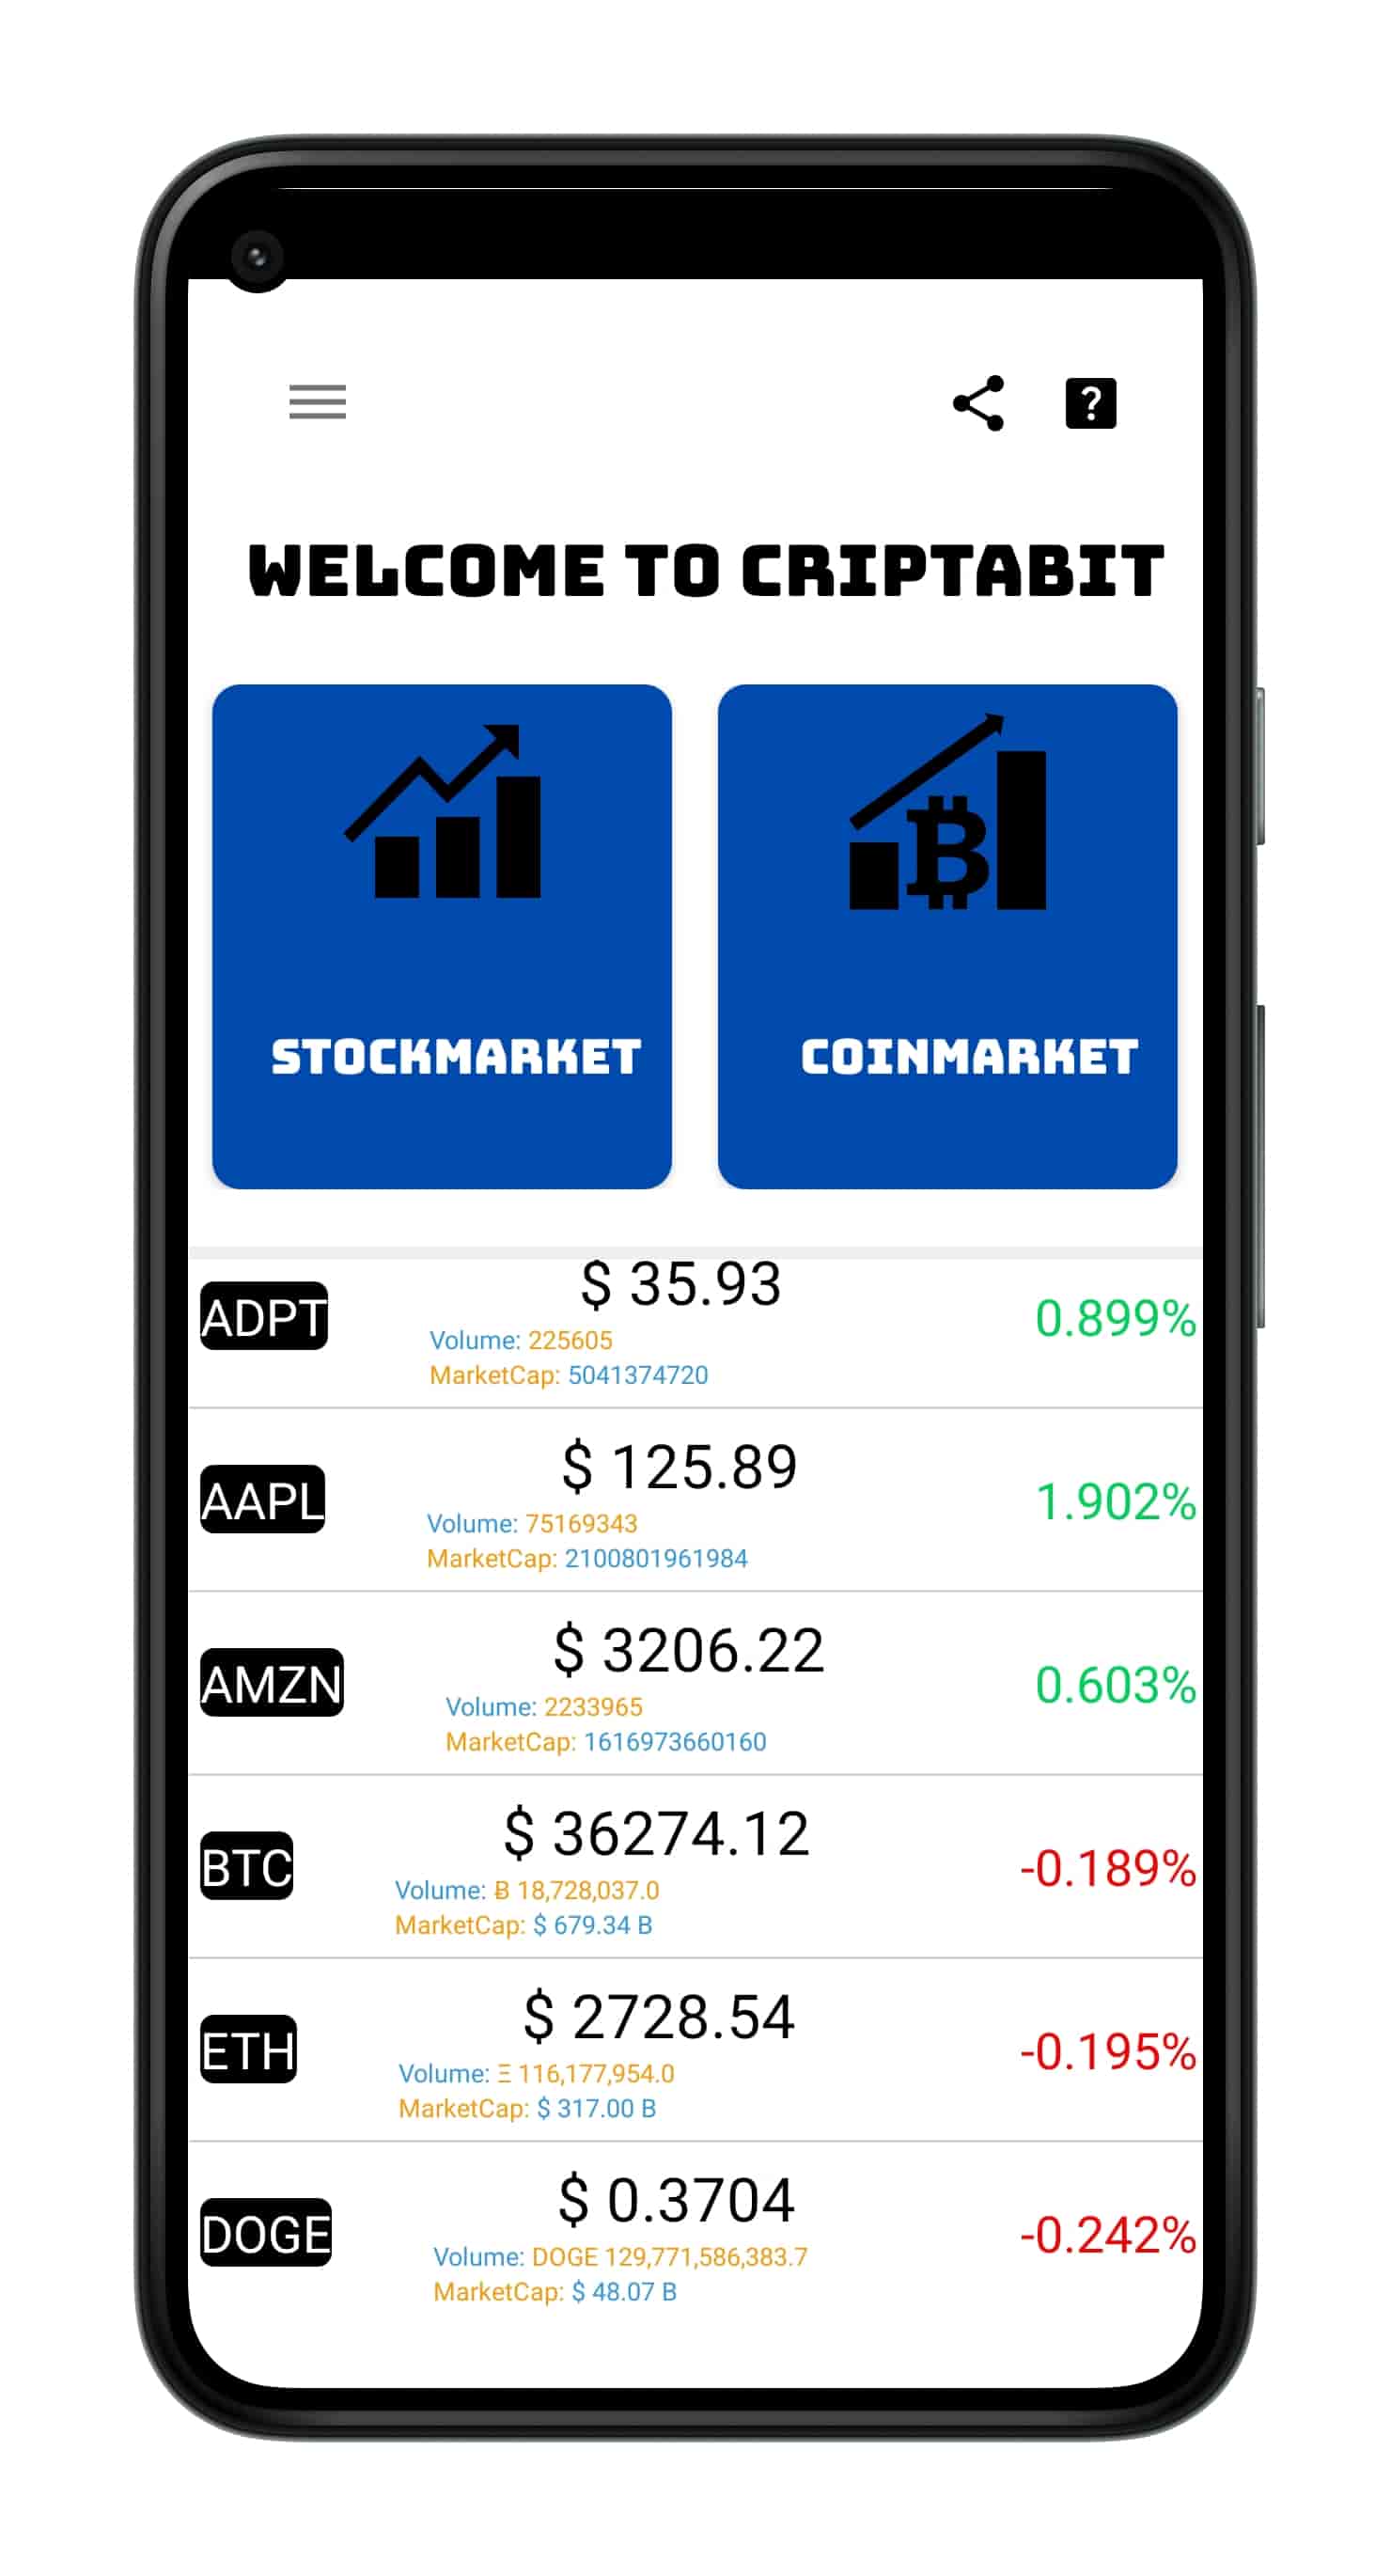 ?
WELCOME TO CRIPTABIT
STOCKMARKET
COINMARKET
ADPT
$ 35.93
0.899%
Volume: 225605
MarketCap: 5041374720
AAPL
$ 125.89
1.902%
Volume: 75169343
MarketCap: 2100801961984
AMZN
$ 3206.22
0.603%
Volume: 2233965
MarketCap: 1616973660160
BTC
$ 36274.12
-0.189%
Volume: Ƀ 18,728,037.0
MarketCap: $ 679.34 B
ETH
$ 2728.54
-0.195%
Volume: Ξ 116,177,954.0
MarketCap: $ 317.00 B
DOGE
$ 0.3704
-0.242%
Volume: DOGE 129,771,586,383.7
MarketCap: $ 48.07 B